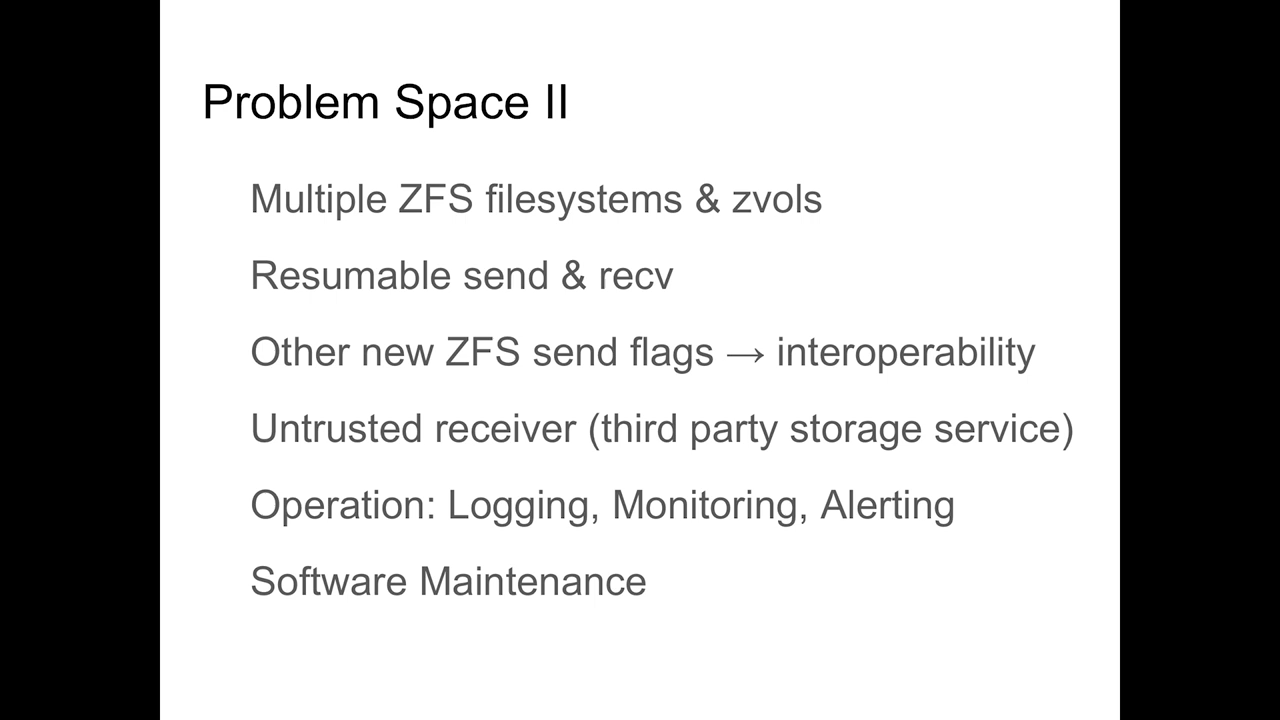 Problem Space II
Multiple ZFS filesystems & zvols
Resumable send & recv
Other new ZFS send flags → interoperability
Untrusted receiver (third party storage service)
Operation: Logging, Monitoring, Alerting
Software Maintenance